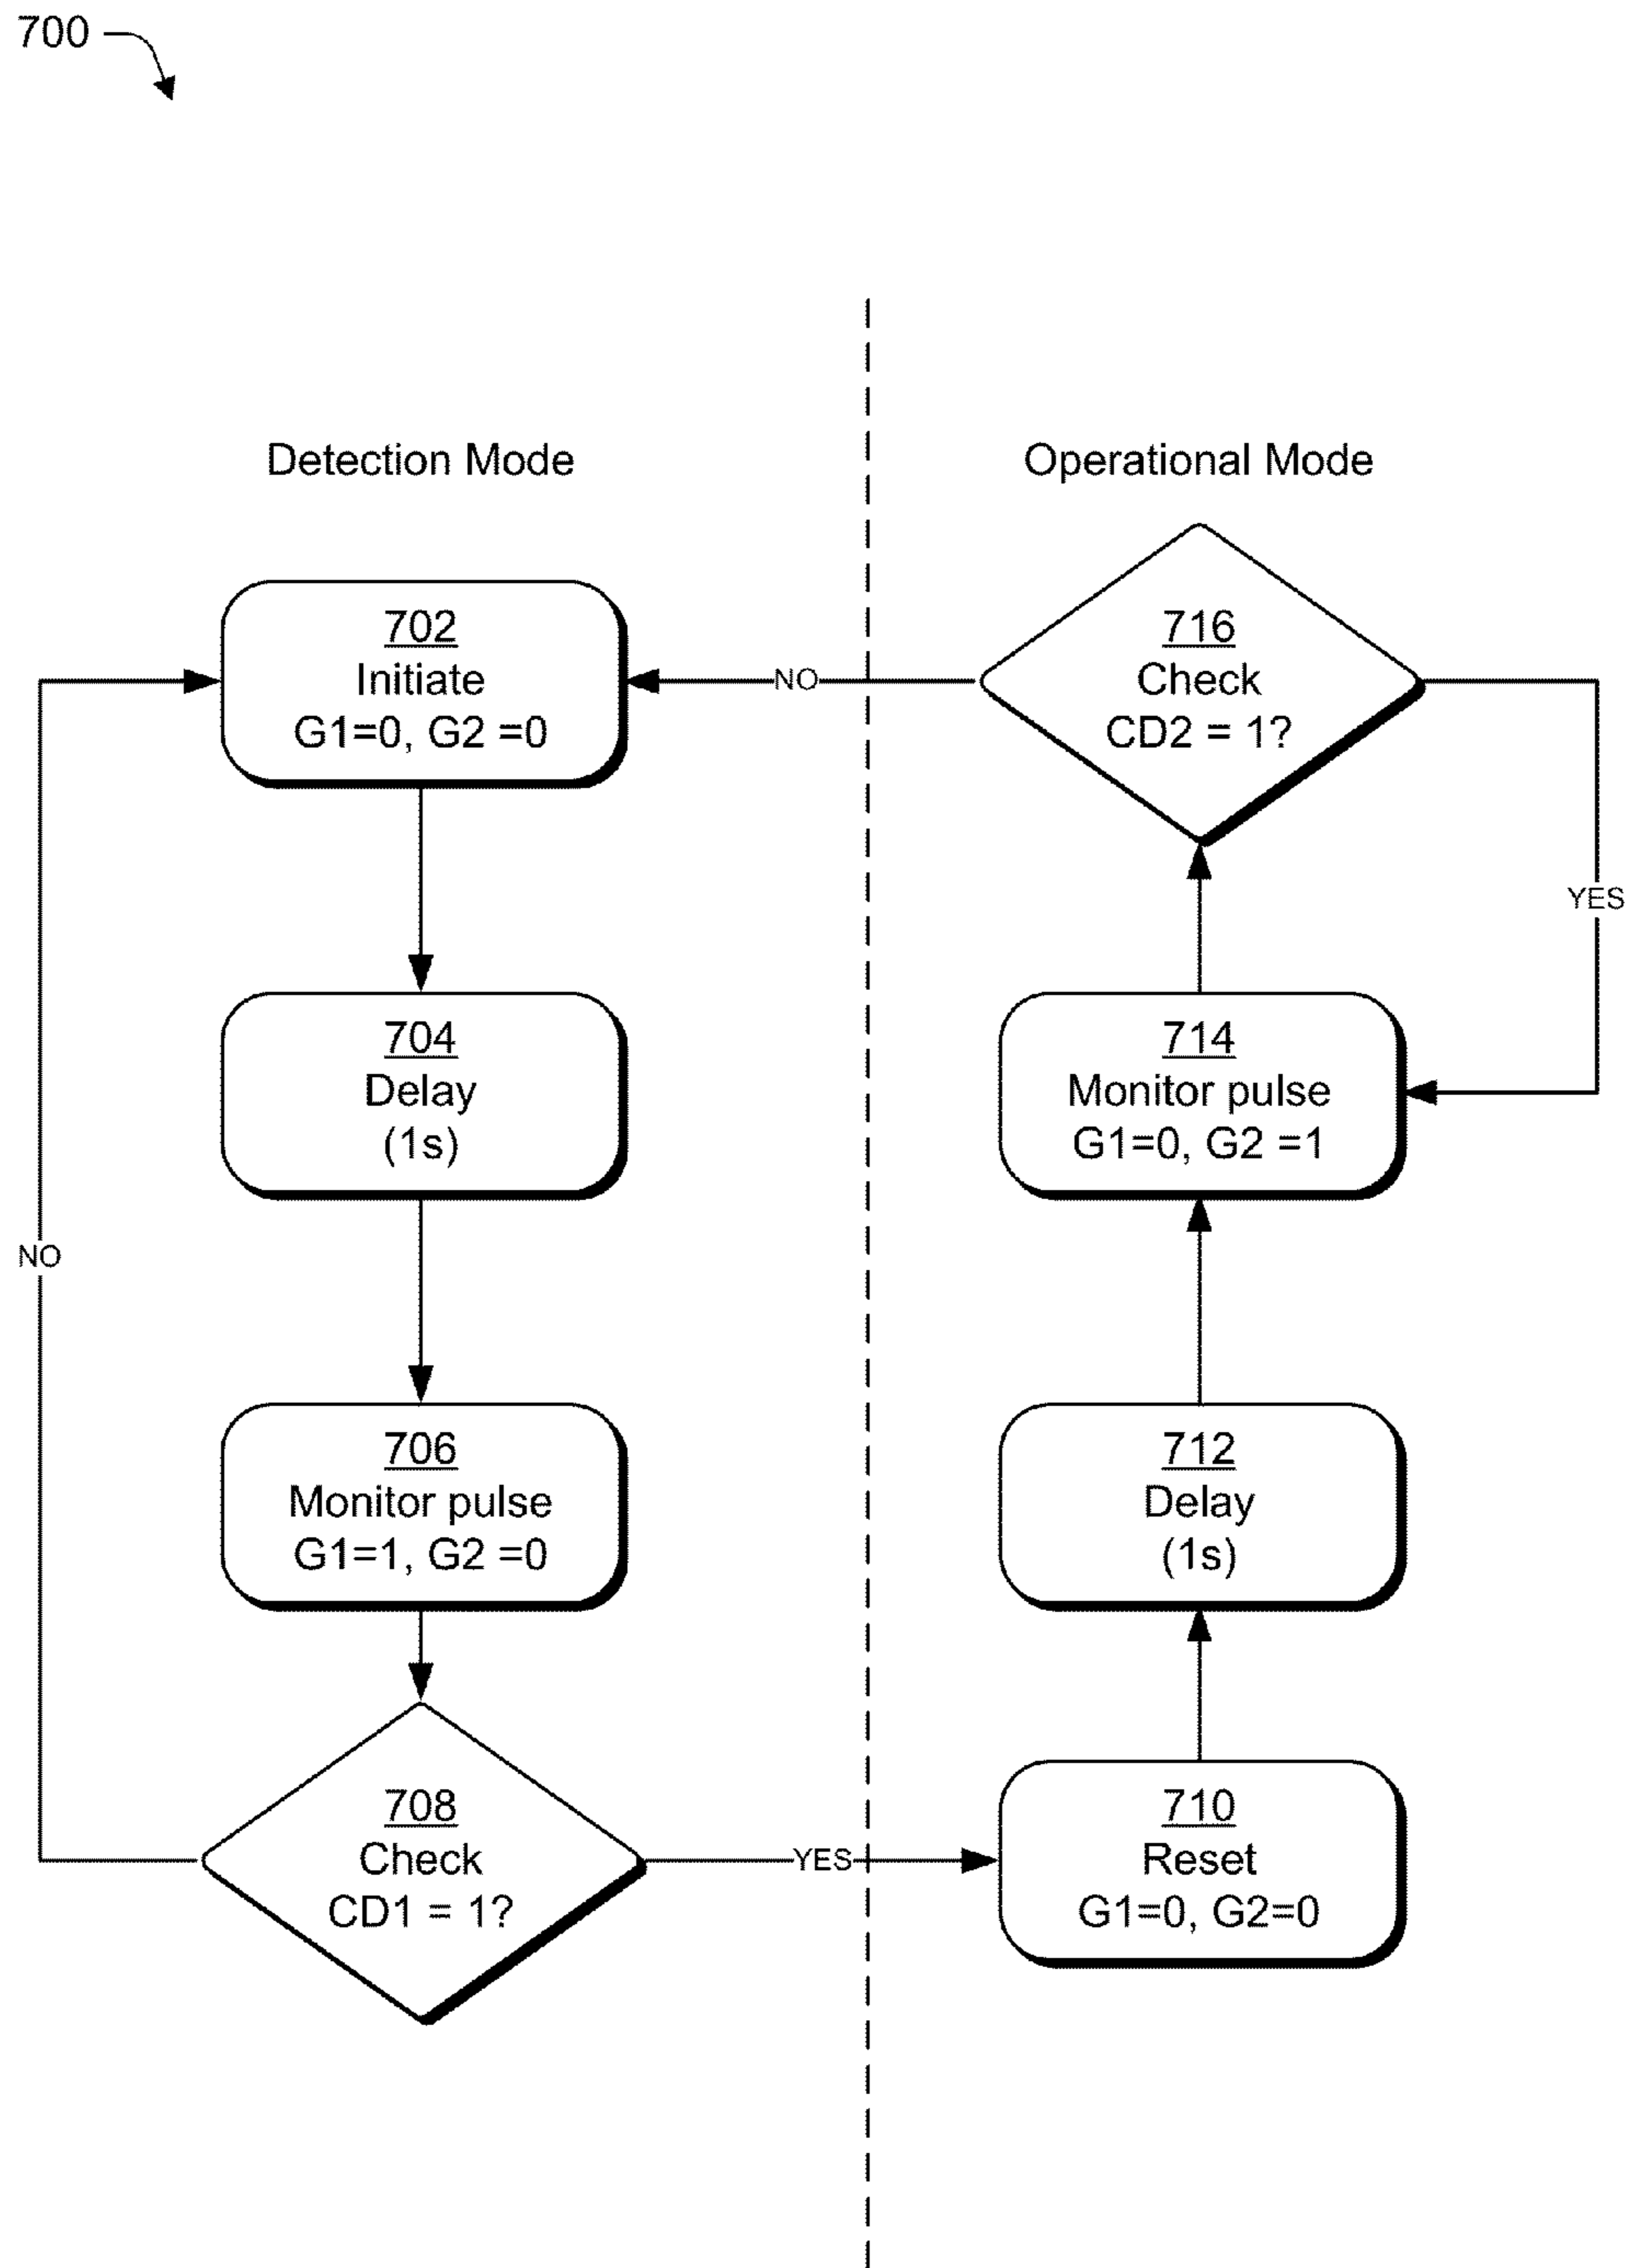 700
Detection Mode
Operational Mode
702
Initiate
G1=0, G2 =0
NO
716
Check
CD2 = 1?
YES
704
Delay
(1s)
714
Monitor pulse
G1=0, G2 =1
NO
706
Monitor pulse
G1=1, G2 =0
712
Delay
(1s)
708
Check
CD1 = 1?
YES
710
Reset
G1=0, G2=0